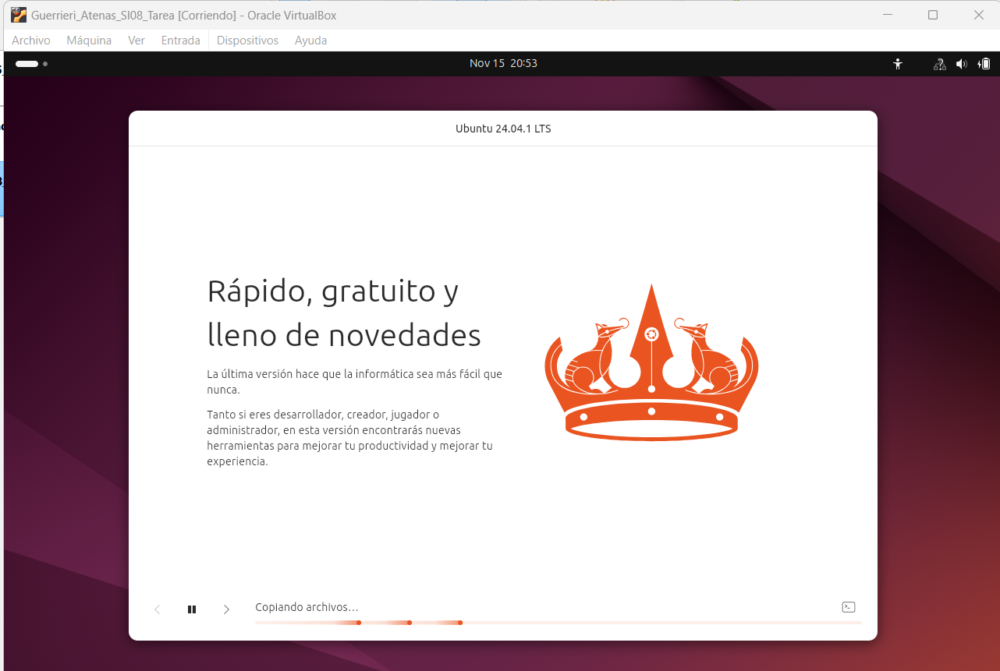 Guerrieri_Atenas_SI08_Tarea [Corriendo] - Oracle VirtualBox
Archivo Máquina Ver Entrada Dispositivos Ayuda
Nov 15 20:53
Ubuntu 24.04.1 LTS
Rápido, gratuito y
lleno de novedades
La última versión hace que la informática sea más fácil que
nunca.
Tanto si eres desarrollador, creador, jugador o
administrador, en esta versión encontrarás nuevas
herramientas para mejorar tu productividad y mejorar tu
experiencia.
Copiando archivos...